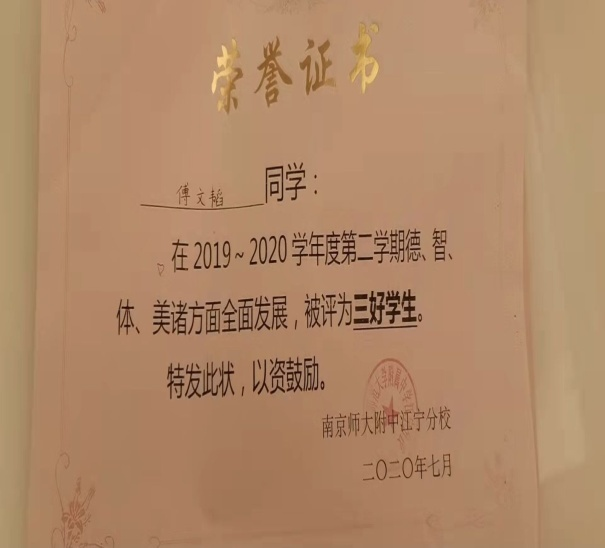 荣誉证书
傅文韬 同学：
在 2019 ~ 2020 学年度第二学期德、智、
体、美诸方面全面发展，被评为三好学生。
特发此状，以资鼓励。
南京师大附中江宁分校
二〇二〇年七月